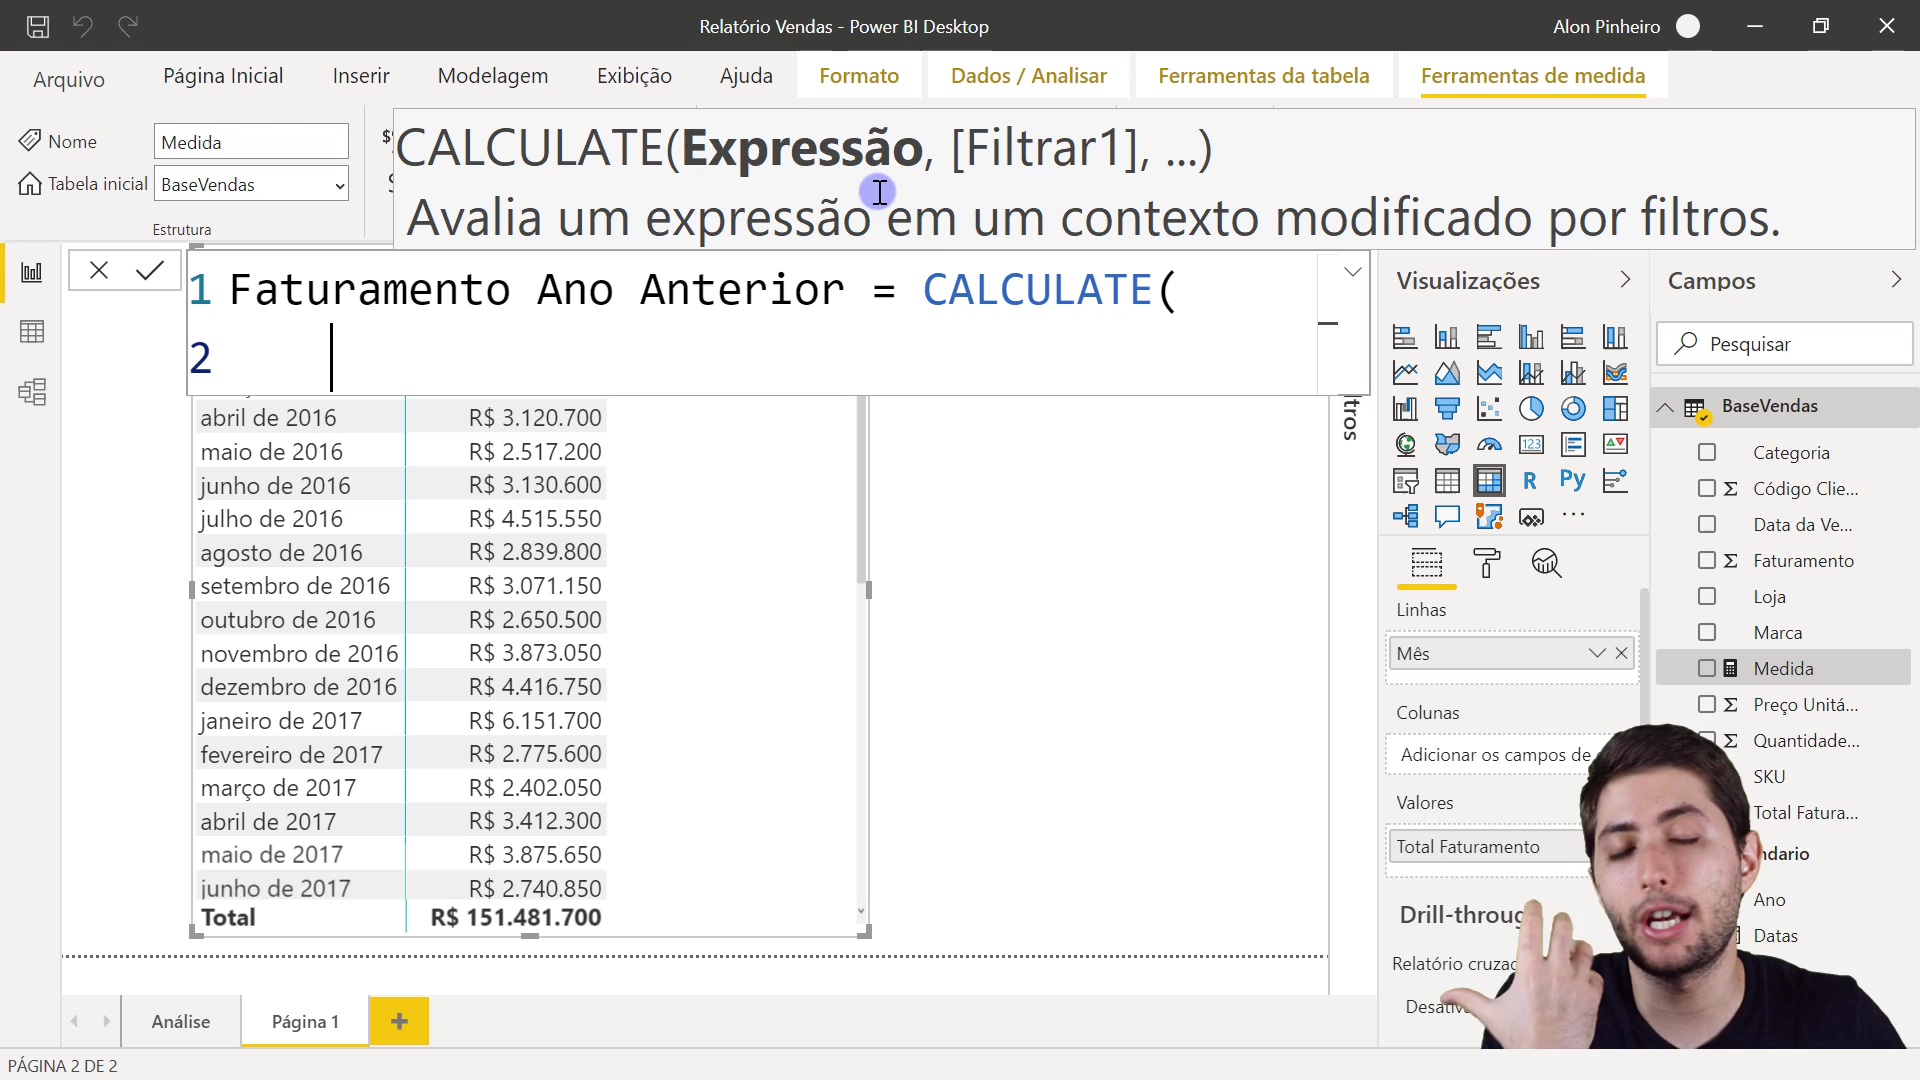 Relatório Vendas - Power BI Desktop
Alon Pinheiro
Arquivo
Página Inicial
Inserir
Modelagem
Exibição
Ajuda
Formato
Dados / Analisar
Ferramentas da tabela
Ferramentas de medida
Nome
Medida
Tabela inicial
BaseVendas
Estrutura
CALCULATE(Expressão, [Filtrar1], ...)
Avalia um expressão em um contexto modificado por filtros.
1 Faturamento Ano Anterior = CALCULATE(
2
abril de 2016 R$ 3.120.700
maio de 2016 R$ 2.517.200
junho de 2016 R$ 3.130.600
julho de 2016 R$ 4.515.550
agosto de 2016 R$ 2.839.800
setembro de 2016 R$ 3.071.150
outubro de 2016 R$ 2.650.500
novembro de 2016 R$ 3.873.050
dezembro de 2016 R$ 4.416.750
janeiro de 2017 R$ 6.151.700
fevereiro de 2017 R$ 2.775.600
março de 2017 R$ 2.402.050
abril de 2017 R$ 3.412.300
maio de 2017 R$ 3.875.650
junho de 2017 R$ 2.740.850
Total R$ 151.481.700
ltros
Visualizações
123
R
Py
...
Linhas
Mês
Colunas
Adicionar os campos de
Valores
Total Faturamento
Drill-throug
Relatório cruzad
Desativ
Campos
Pesquisar
BaseVendas
Categoria
Código Clie...
Data da Ve...
Faturamento
Loja
Marca
Medida
Preço Unitá...
Quantidade...
SKU
Total Fatura...
ndario
Ano
Datas
Análise
Página 1
+
PÁGINA 2 DE 2